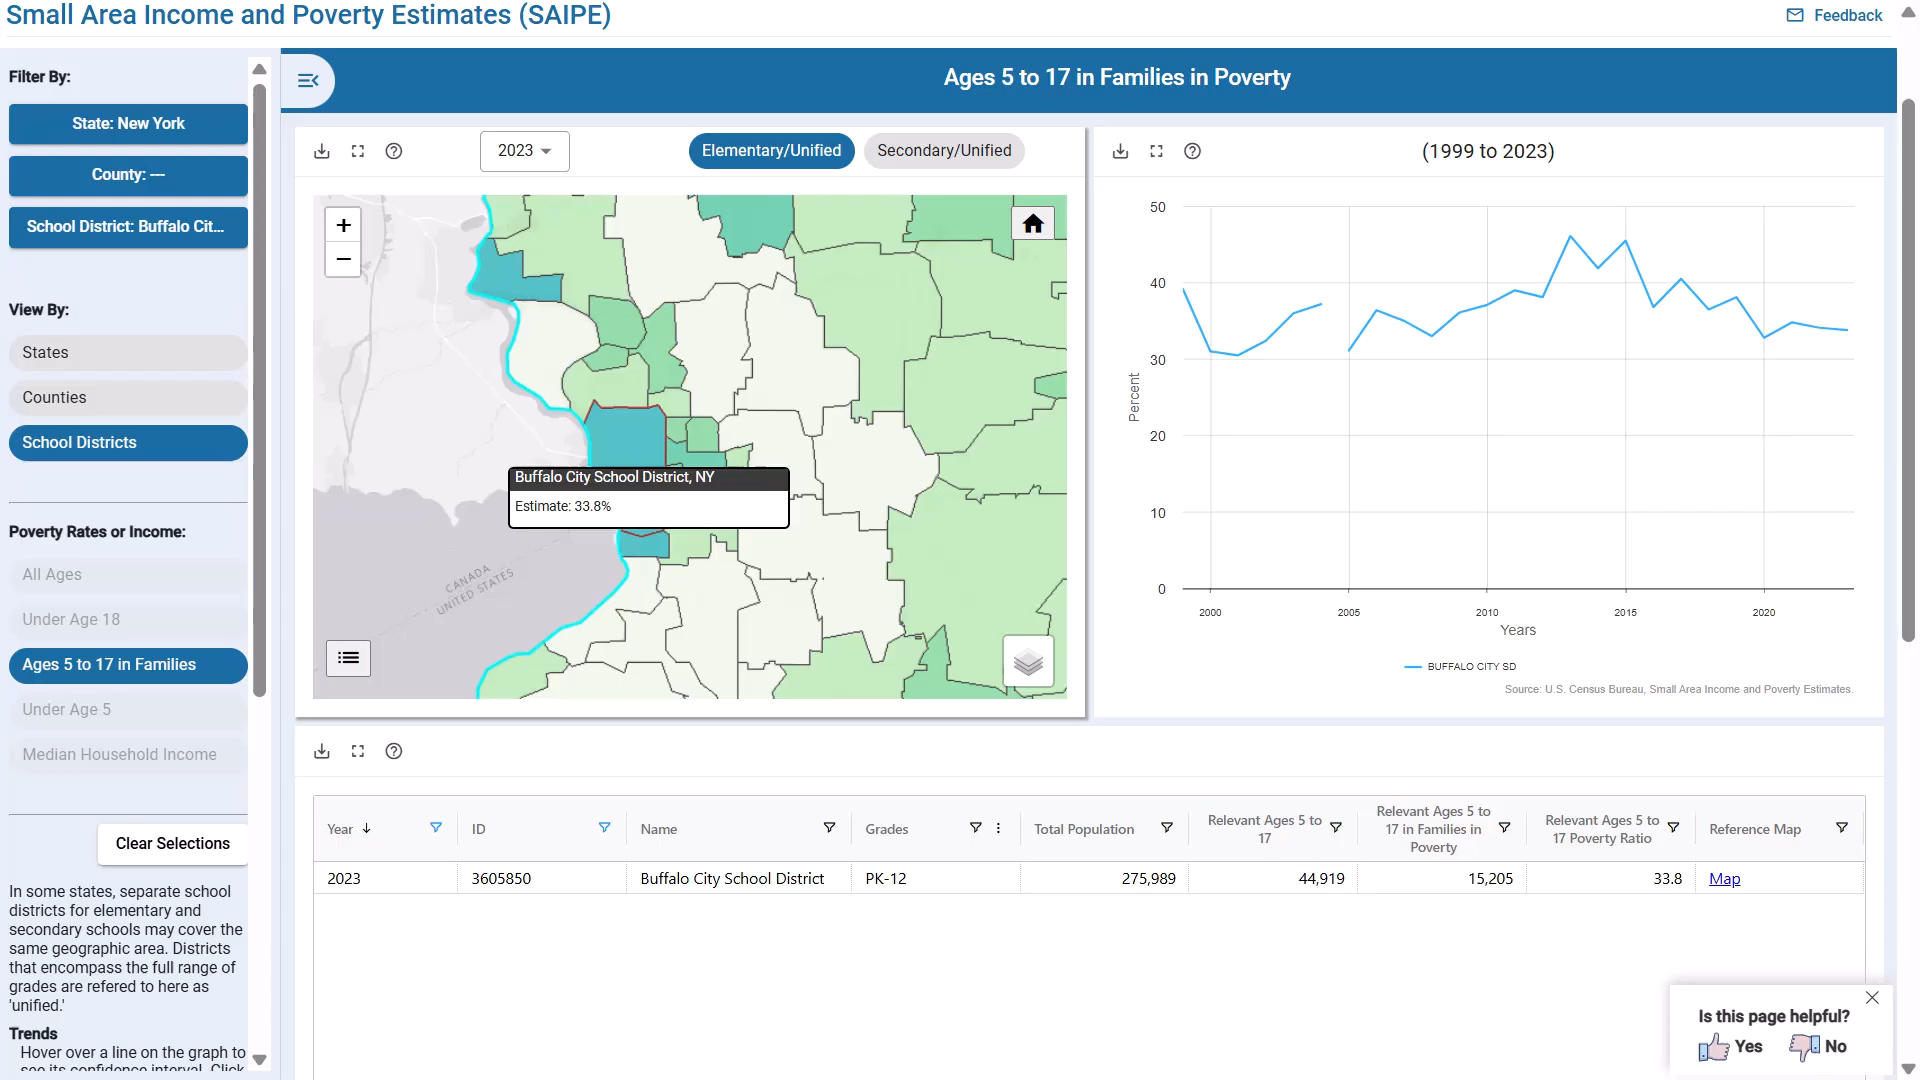 Small Area Income and Poverty Estimates (SAIPE)
Feedback
Filter By:
State: New York
County: ---
School District: Buffalo Cit...
View By:
States
Counties
School Districts
Poverty Rates or Income:
All Ages
Under Age 18
Ages 5 to 17 in Families
Under Age 5
Median Household Income
Clear Selections
In some states, separate school
districts for elementary and
secondary schools may cover the
same geographic area. Districts
that encompass the full range of
grades are refered to here as
'unified.'
Trends
Hover over a line on the graph to
see its confidence interval. Click
Ages 5 to 17 in Families in Poverty
2023
Elementary/Unified
Secondary/Unified
+
−
Buffalo City School District, NY
Estimate: 33.8%
CANADA
UNITED STATES
(1999 to 2023)
50
40
30
20
10
0
Percent
2000 2005 2010 2015 2020
Years
BUFFALO CITY SD
Source: U.S. Census Bureau, Small Area Income and Poverty Estimates.
Year
ID
Name
Grades
Total Population
Relevant Ages 5 to
17
Relevant Ages 5 to
17 in Families in
Poverty
Relevant Ages 5 to
17 Poverty Ratio
Reference Map
2023 3605850 Buffalo City School District PK-12 275,989 44,919 15,205 33.8 Map
Is this page helpful?
Yes No